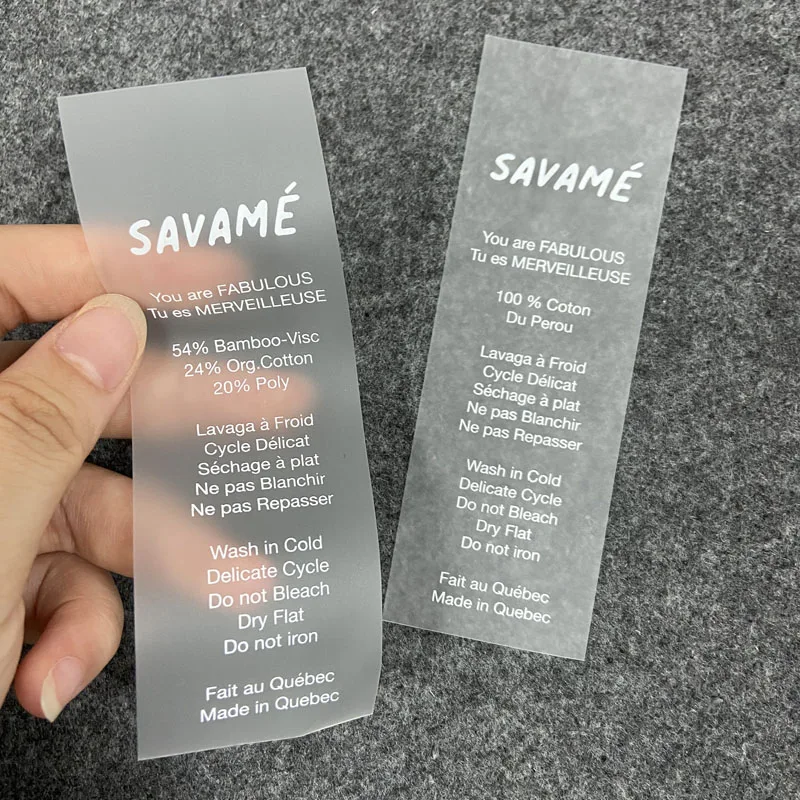 SAVAMÉ
You are FABULOUS
Tu es MERVEILLEUSE
54% Bamboo-Visc
24% Org.Cotton
20% Poly
Lavaga à Froid
Cycle Délicat
Séchage à plat
Ne pas Blanchir
Ne pas Repasser
Wash in Cold
Delicate Cycle
Do not Bleach
Dry Flat
Do not iron
Fait au Québec
Made in Quebec
SAVAMÉ
You are FABULOUS
Tu es MERVEILLEUSE
100 % Coton
Du Perou
Lavaga à Froid
Cycle Délicat
Séchage à plat
Ne pas Blanchir
Ne pas Repasser
Wash in Cold
Delicate Cycle
Do not Bleach
Dry Flat
Do not iron
Fait au Québec
Made in Quebec